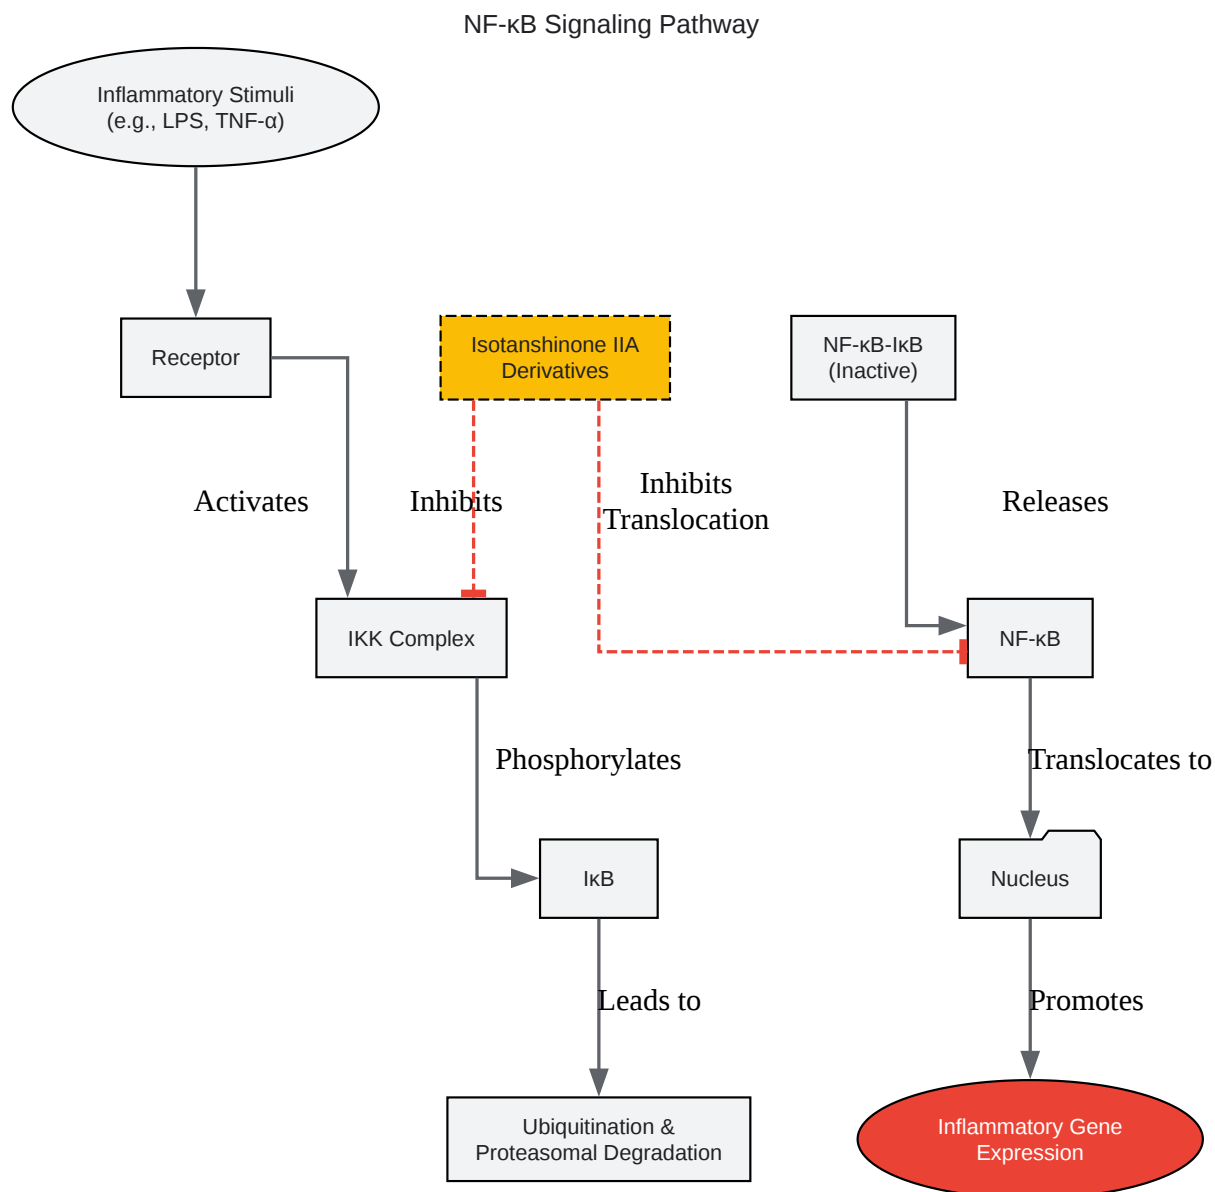 NF-κB Signaling Pathway
Inflammatory Stimuli
(e.g., LPS, TNF-α)
Receptor
Isotanshinone IIA
Derivatives
NF-κB-IκB
(Inactive)
Activates
Inhibits
Inhibits
Translocation
Releases
IKK Complex
NF-κB
Phosphorylates
Translocates to
IκB
Nucleus
Leads to
Promotes
Ubiquitination &
Proteasomal Degradation
Inflammatory Gene
Expression